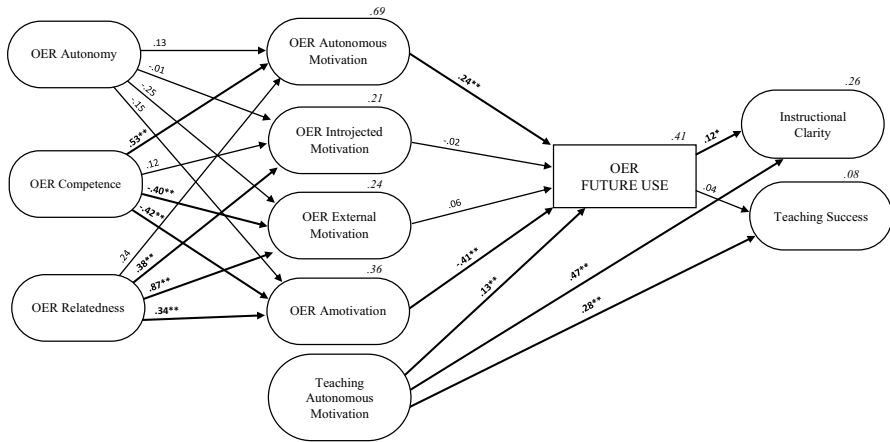 .69
OER Autonomy
.13
OER Autonomous
Motivation
-.01
-.25
-.15
.24**
.26
.21
Instructional
Clarity
.53**
OER Introjected
Motivation
-.02
.41
.12*
.12
OER
FUTURE USE
OER Competence
.24
.08
-.40**
.04
-.42**
OER External
Motivation
.06
Teaching Success
.24
.38**
.36
-.41**
.47**
.87**
.13**
OER Relatedness
.34**
OER Amotivation
.28**
Teaching
Autonomous
Motivation